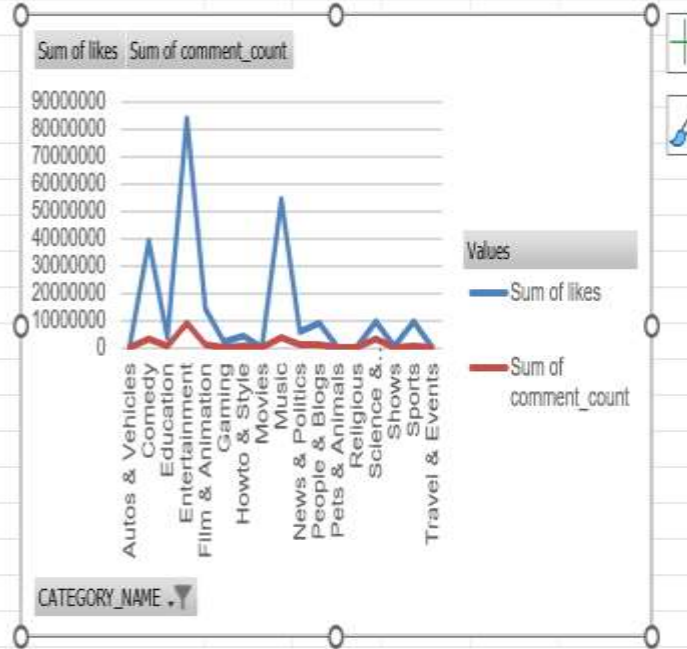 Sum of likes Sum of comment_count
90000000
80000000
70000000
60000000
50000000
40000000
30000000
20000000
10000000
0
Autos & Vehicles
Comedy
Education
Entertainment
Film & Animation
Gaming
Howto & Style
Movies
Music
News & Politics
People & Blogs
Pets & Animals
Religious
Science &...
Shows
Sports
Travel & Events
Values
Sum of likes
Sum of
comment_count
CATEGORY_NAME